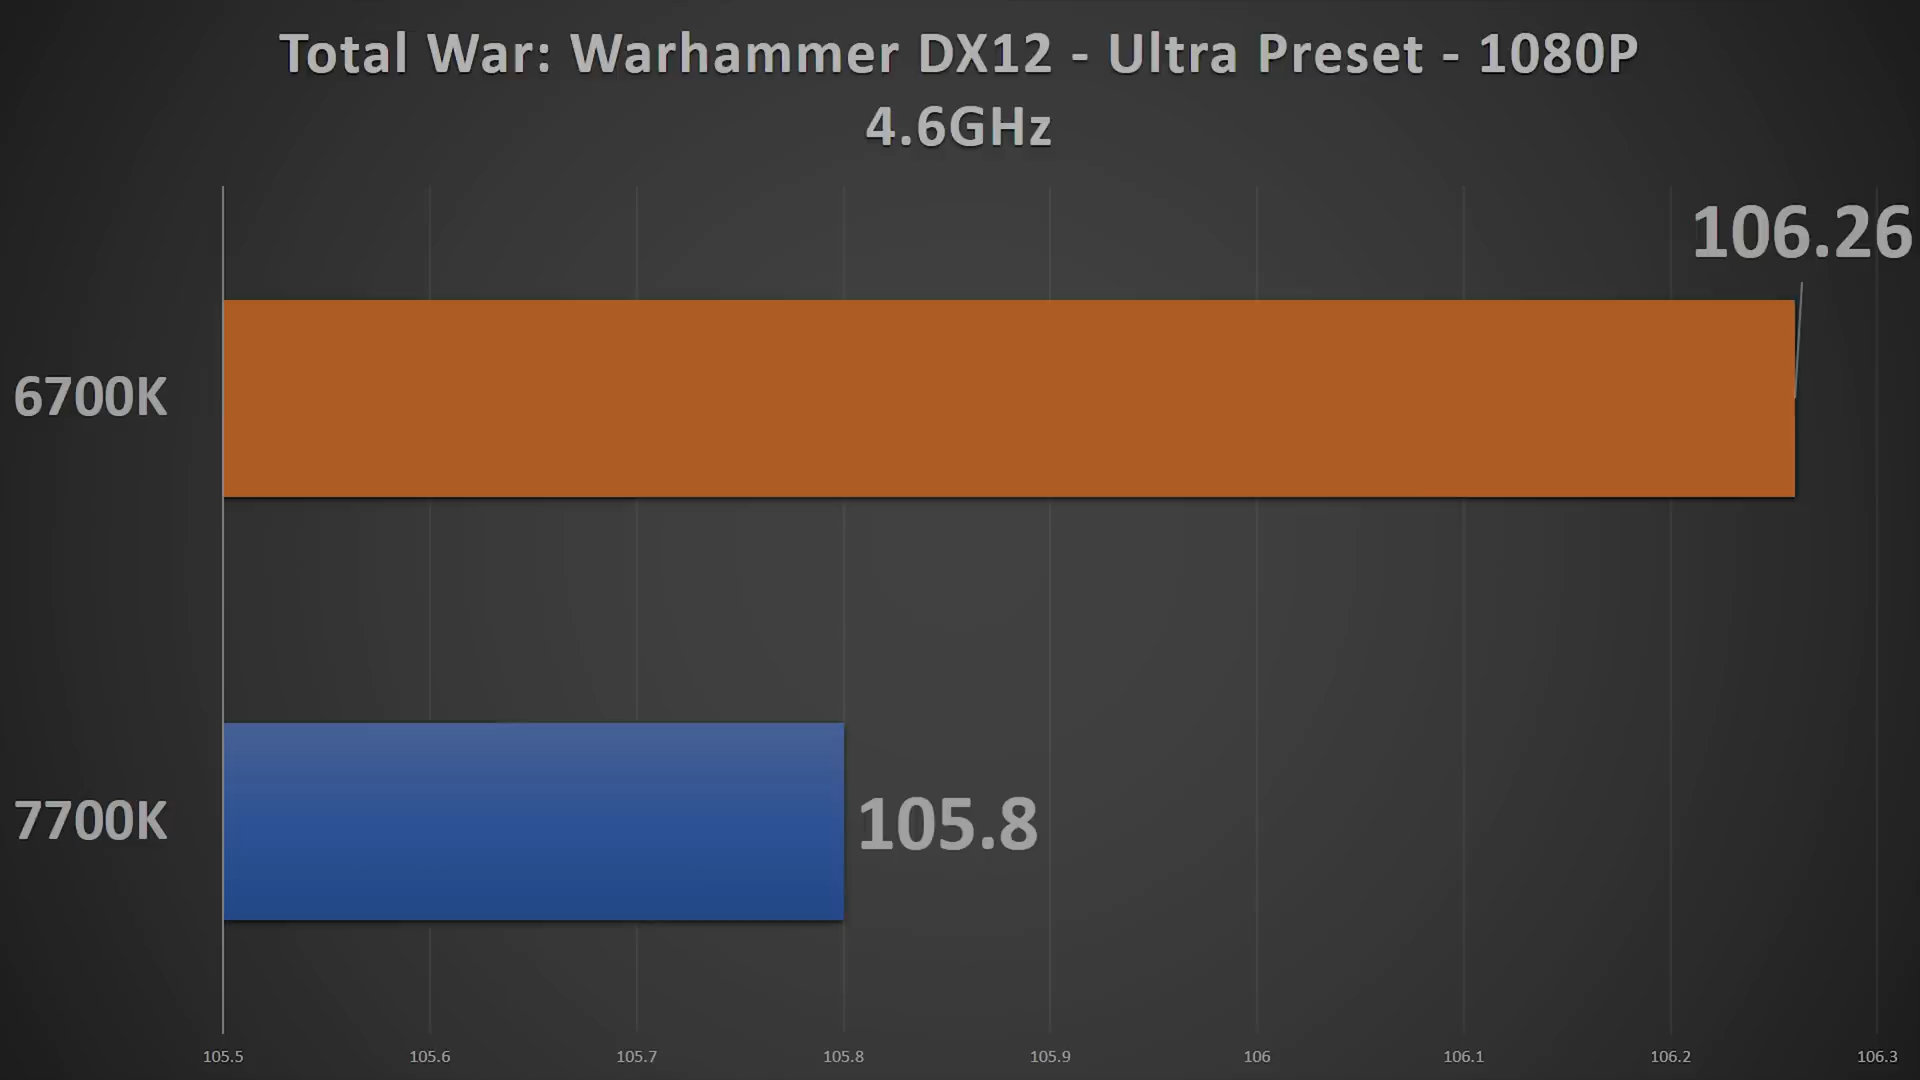 Total War: Warhammer DX12 - Ultra Preset - 1080P
4.6GHz
106.26
6700K
7700K
105.8
105.5 105.6 105.7 105.8 105.9 106 106.1 106.2 106.3